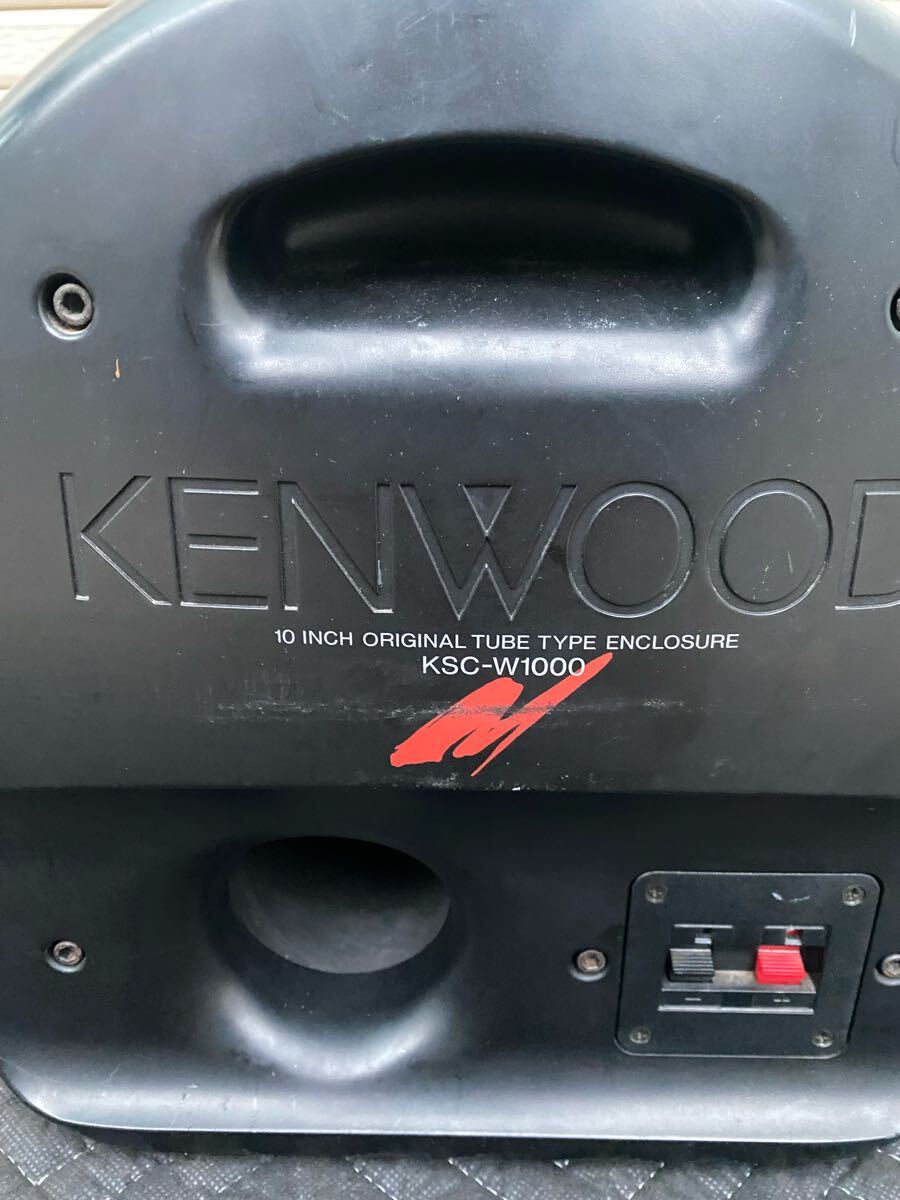 KENWOOD
10 INCH ORIGINAL TUBE TYPE ENCLOSURE
KSC-W1000